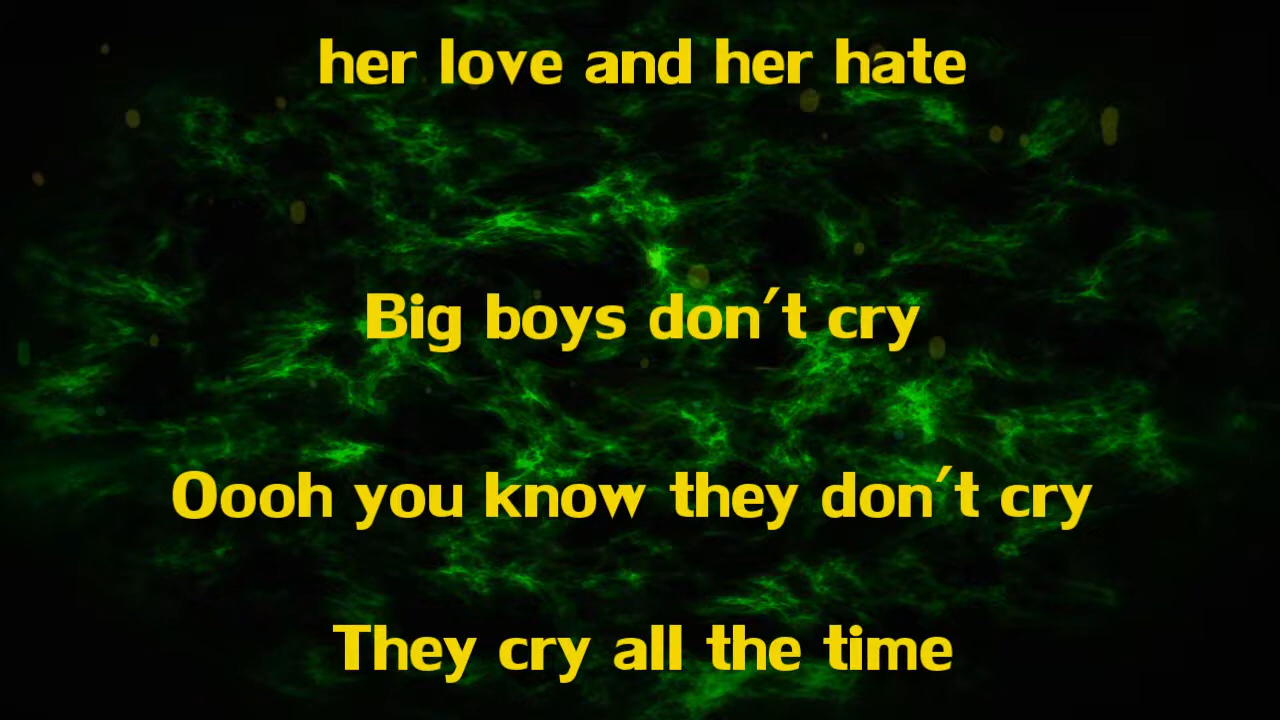 her love and her hate
Big boys don't cry
Oooh you know they don't cry
They cry all the time